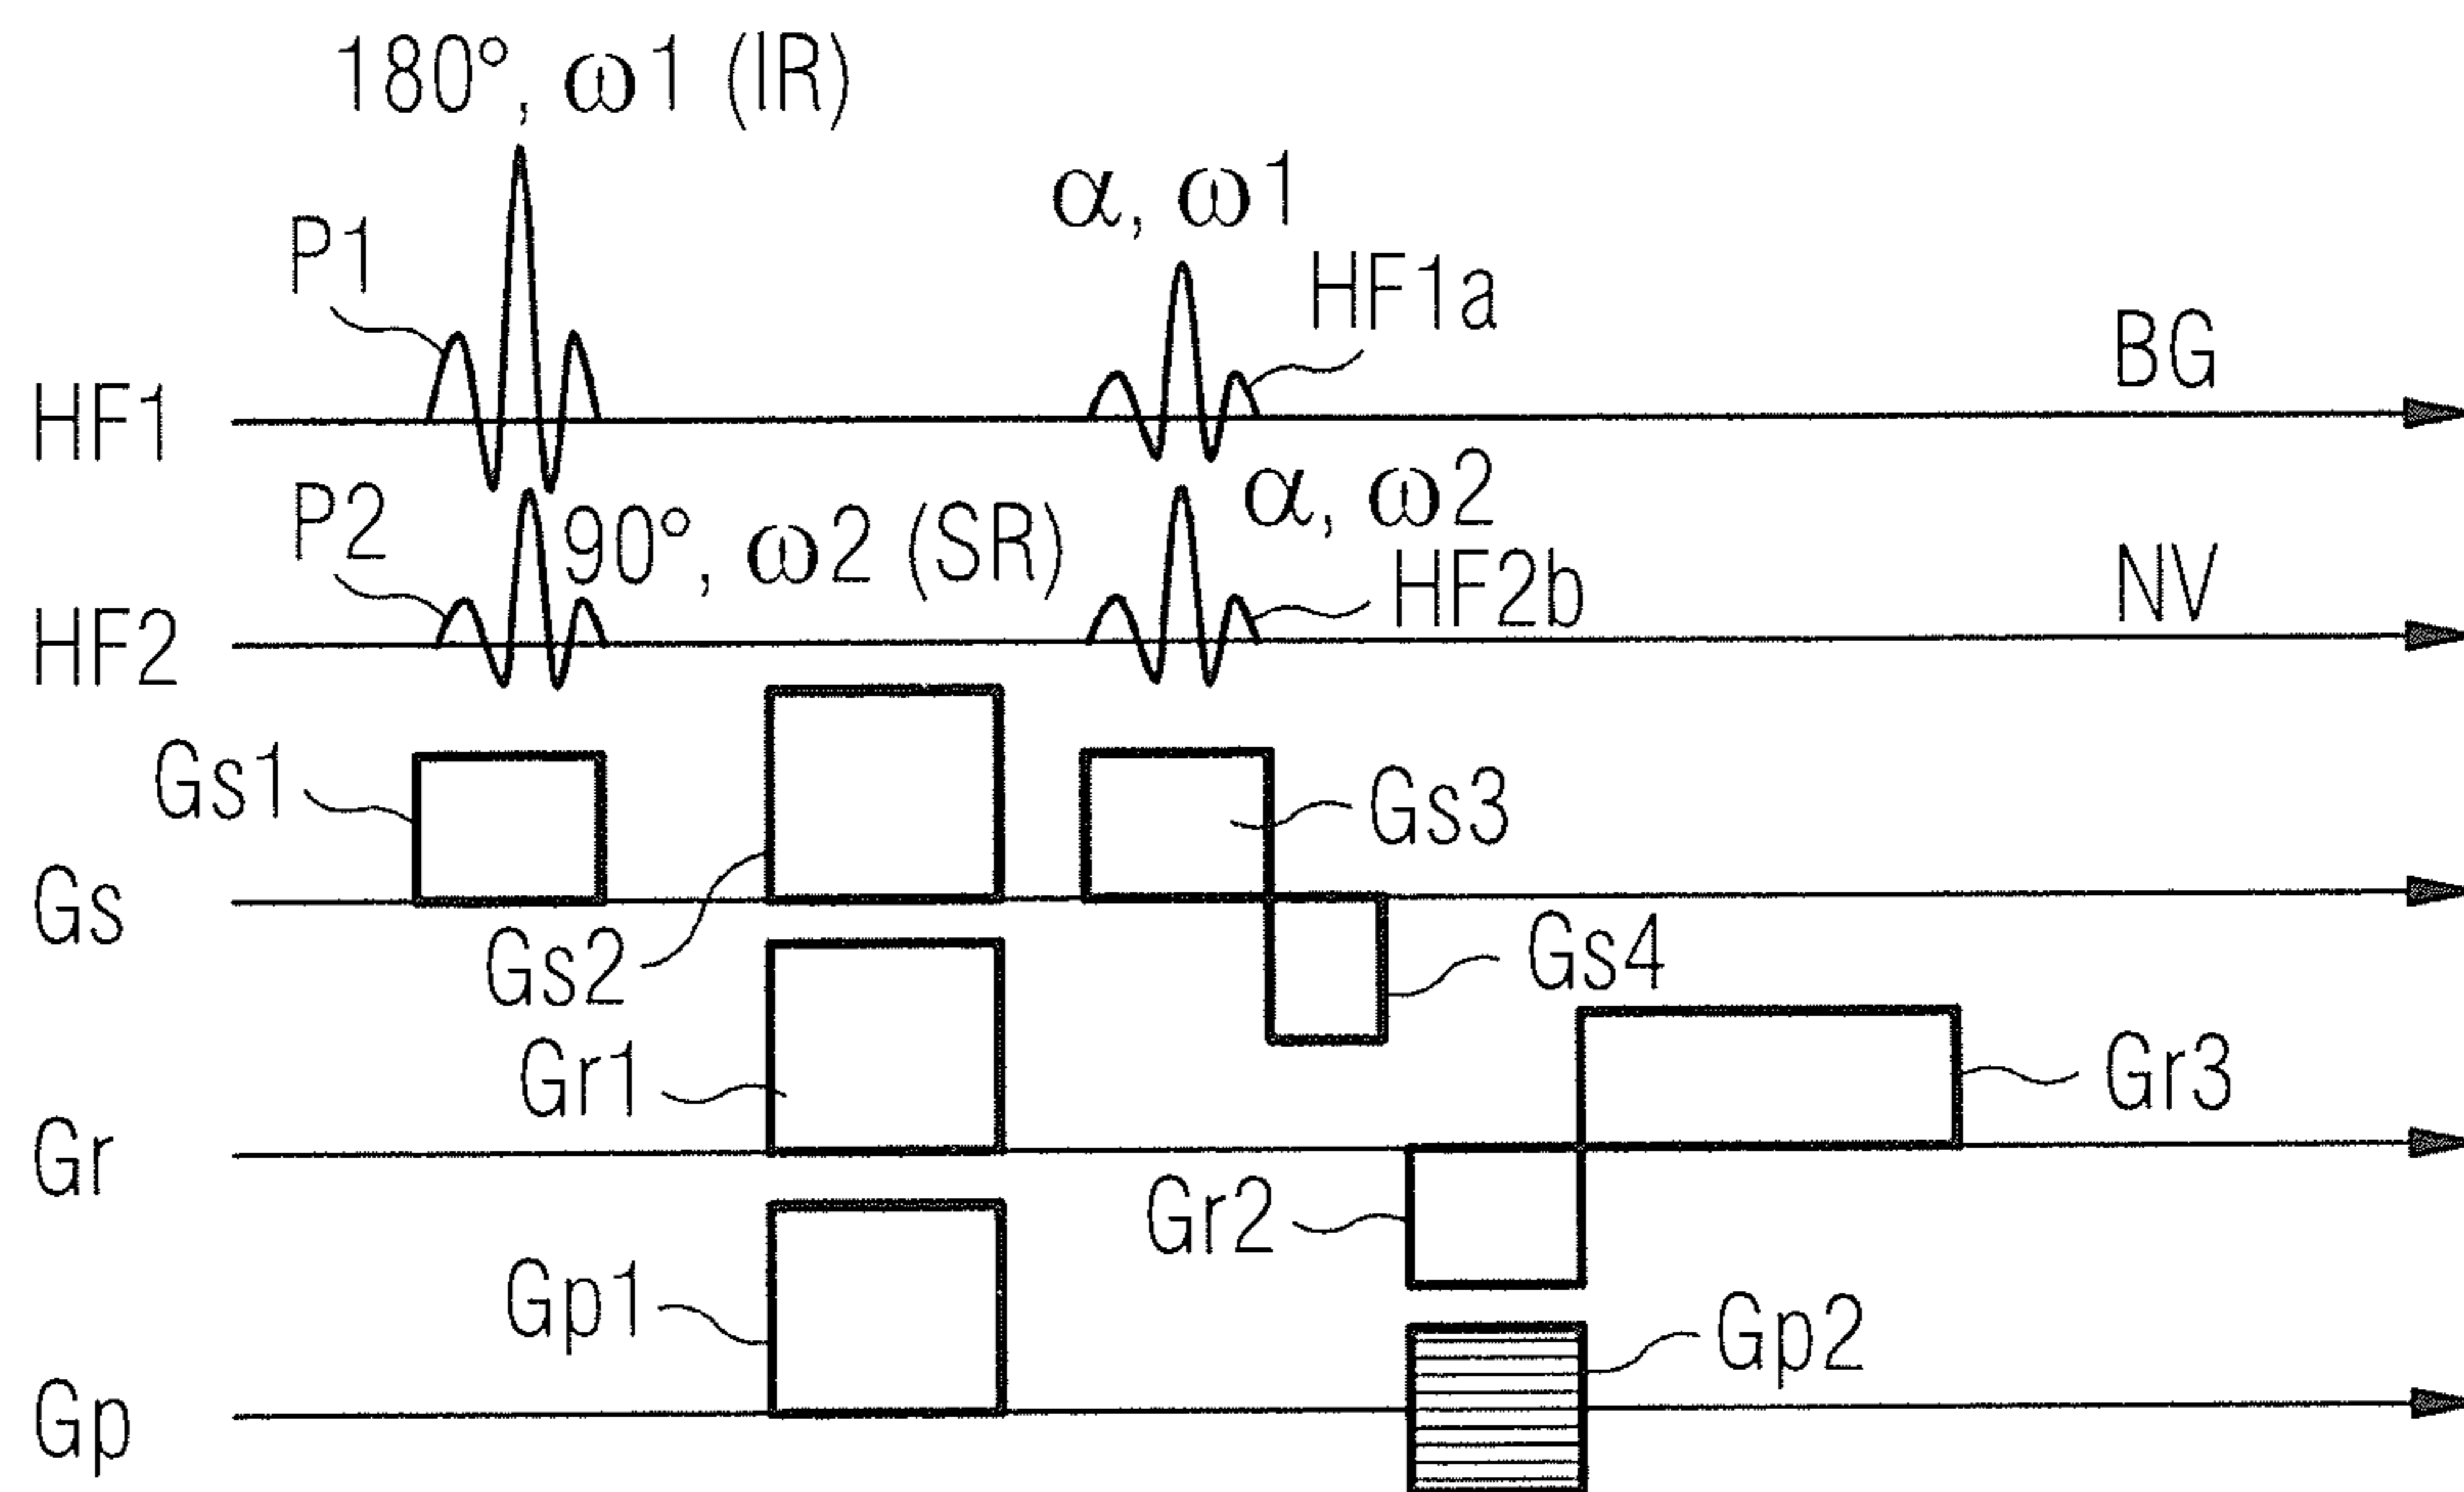 180°, ω1 (IR)
α, ω1
P1
HF1a
BG
HF1
α, ω2
P2
90°, ω2 (SR)
HF2b
NV
HF2
Gs1
Gs3
Gs
Gs2
Gs4
Gr1
Gr3
Gr
Gr2
Gp1
Gp2
Gp